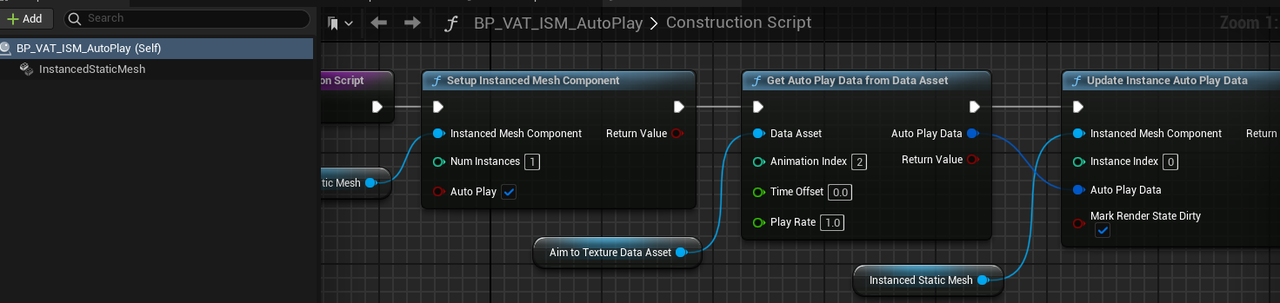 + Add
Search
BP_VAT_ISM_AutoPlay > Construction Script
Zoom 1:
BP_VAT_ISM_AutoPlay (Self)
InstancedStaticMesh
on Script
tic Mesh
Setup Instanced Mesh Component
Instanced Mesh Component
Return Value
Num Instances 1
Auto Play
Aim to Texture Data Asset
Get Auto Play Data from Data Asset
Data Asset
Auto Play Data
Animation Index 2
Return Value
Time Offset 0.0
Play Rate 1.0
Instanced Static Mesh
Update Instance Auto Play Data
Instanced Mesh Component
Return
Instance Index 0
Auto Play Data
Mark Render State Dirty